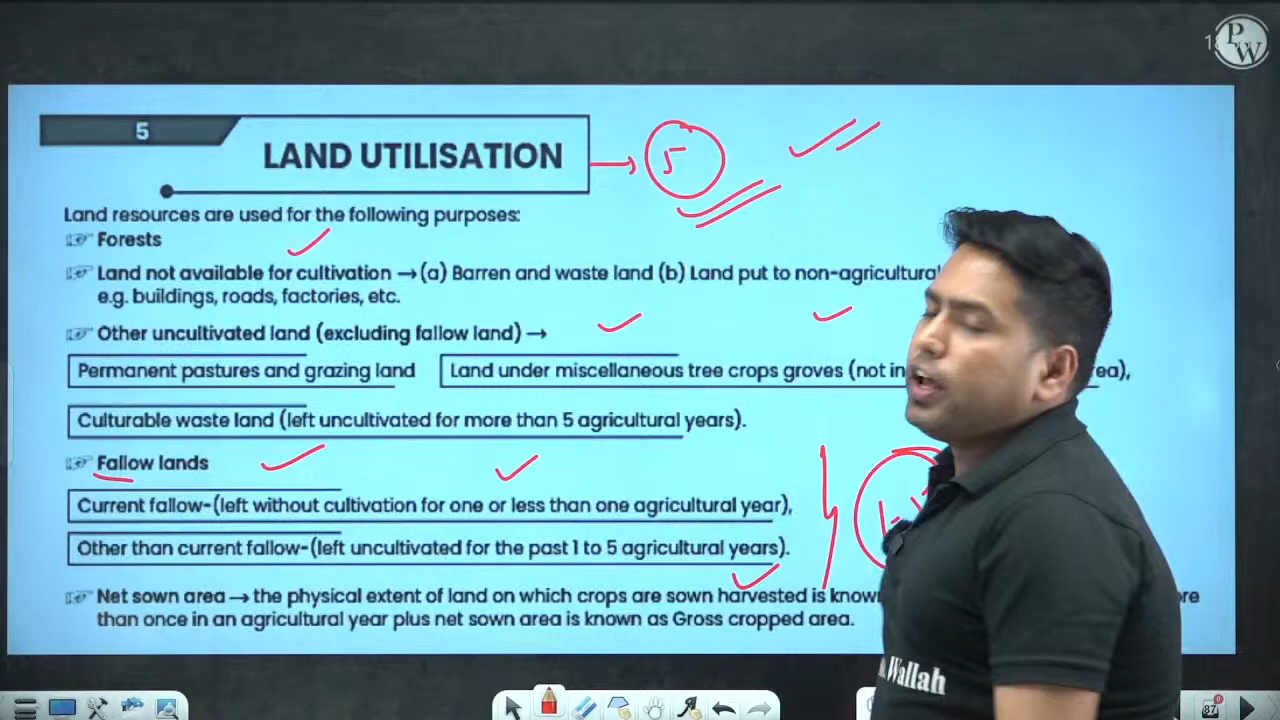 PW
5
LAND UTILISATION
5
Land resources are used for the following purposes:
Forests
Land not available for cultivation → (a) Barren and waste land (b) Land put to non-agricultural
e.g. buildings, roads, factories, etc.
Other uncultivated land (excluding fallow land) →
Permanent pastures and grazing land
Land under miscellaneous tree crops groves (not
Culturable waste land (left uncultivated for more than 5 agricultural years).
Fallow lands
Current fallow-(left without cultivation for one or less than one agricultural year),
Other than current fallow-(left uncultivated for the past 1 to 5 agricultural years).
Net sown area → the physical extent of land on which crops are sown harvested is known
than once in an agricultural year plus net sown area is known as Gross cropped area.
Wallah
87